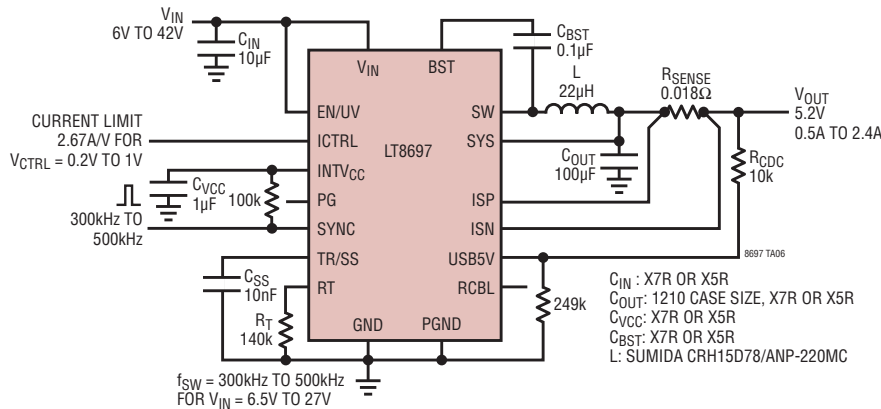 VIN
6V TO 42V
CIN
10µF
CBST
0.1µF
VIN
BST
L
22µH
RSENSE
0.018Ω
VOUT
5.2V
0.5A TO 2.4A
EN/UV
SW
CURRENT LIMIT
2.67A/V FOR
VCTRL = 0.2V TO 1V
ICTRL
LT8697
SYS
COUT
100µF
RCDC
10k
INTVCC
CVCC
1µF
100k
PG
ISP
300kHz TO
500kHz
SYNC
ISN
TR/SS
USB5V
8697 TA06
CSS
10nF
RT
RCBL
249k
RT
140k
GND
PGND
CIN : X7R OR X5R
COUT: 1210 CASE SIZE, X7R OR X5R
CVCC: X7R OR X5R
CBST: X7R OR X5R
L: SUMIDA CRH15D78/ANP-220MC
fSW = 300kHz TO 500kHz
FOR VIN = 6.5V TO 27V